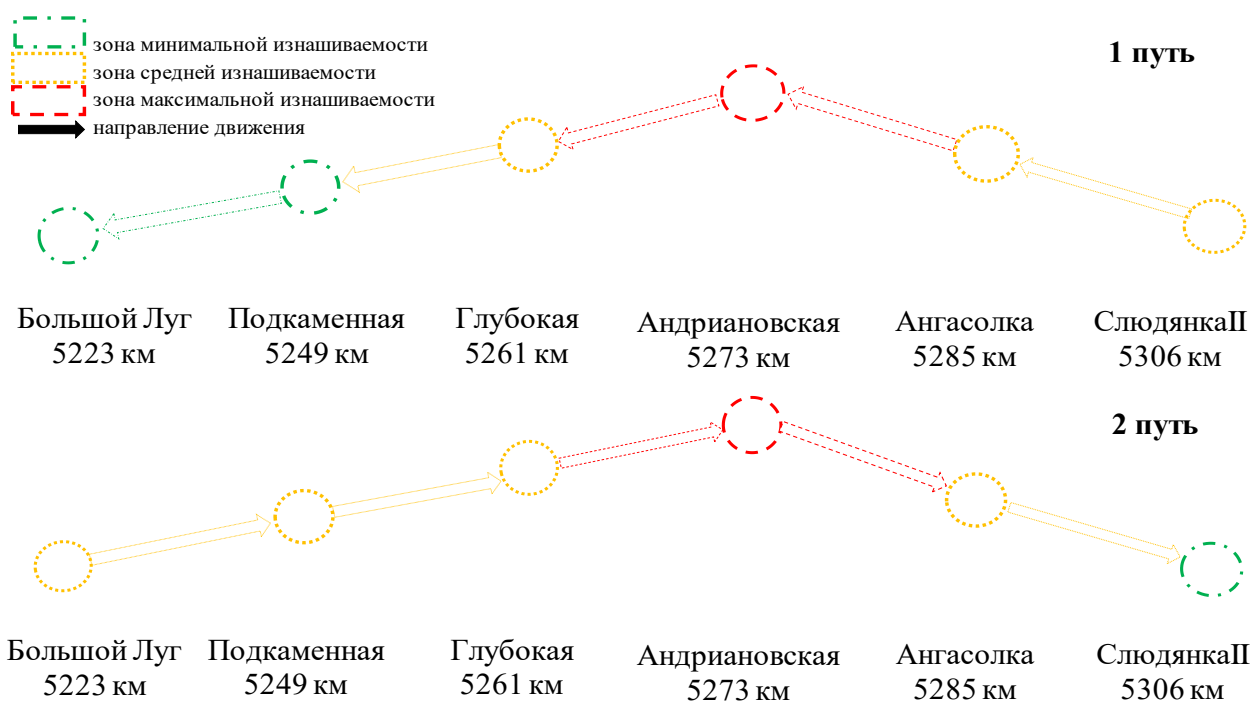 зона минимальной изнашиваемости
зона средней изнашиваемости
зона максимальной изнашиваемости
направление движения
1 путь
Большой Луг
5223 км
Подкаменная
5249 км
Глубокая
5261 км
Андриановская
5273 км
Ангасолка
5285 км
СлюдянкаII
5306 км
2 путь
Большой Луг
5223 км
Подкаменная
5249 км
Глубокая
5261 км
Андриановская
5273 км
Ангасолка
5285 км
СлюдянкаII
5306 км